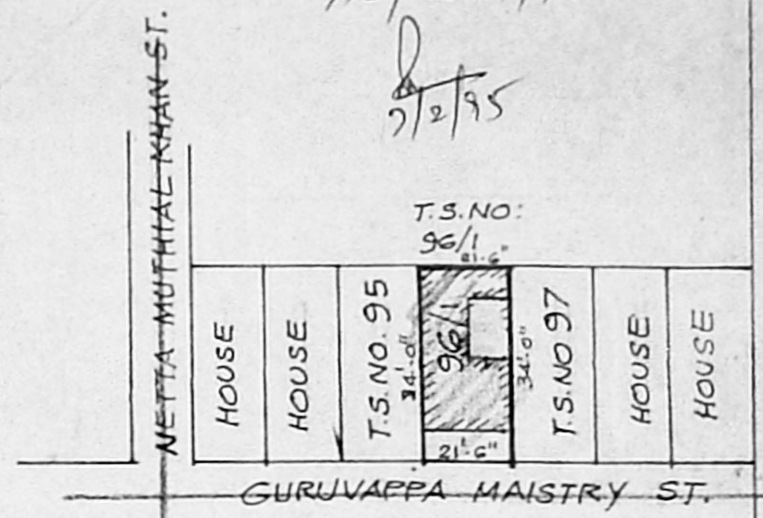 7/2/95
NETTA MUTHIAL KHAN ST.
T.S.NO:
96/1
21'-6"
HOUSE
HOUSE
T.S.NO. 95
34'-0"
96/1
34'-0"
T.S.NO 97
HOUSE
HOUSE
21'-6"
GURUVAPPA MAISTRY ST.